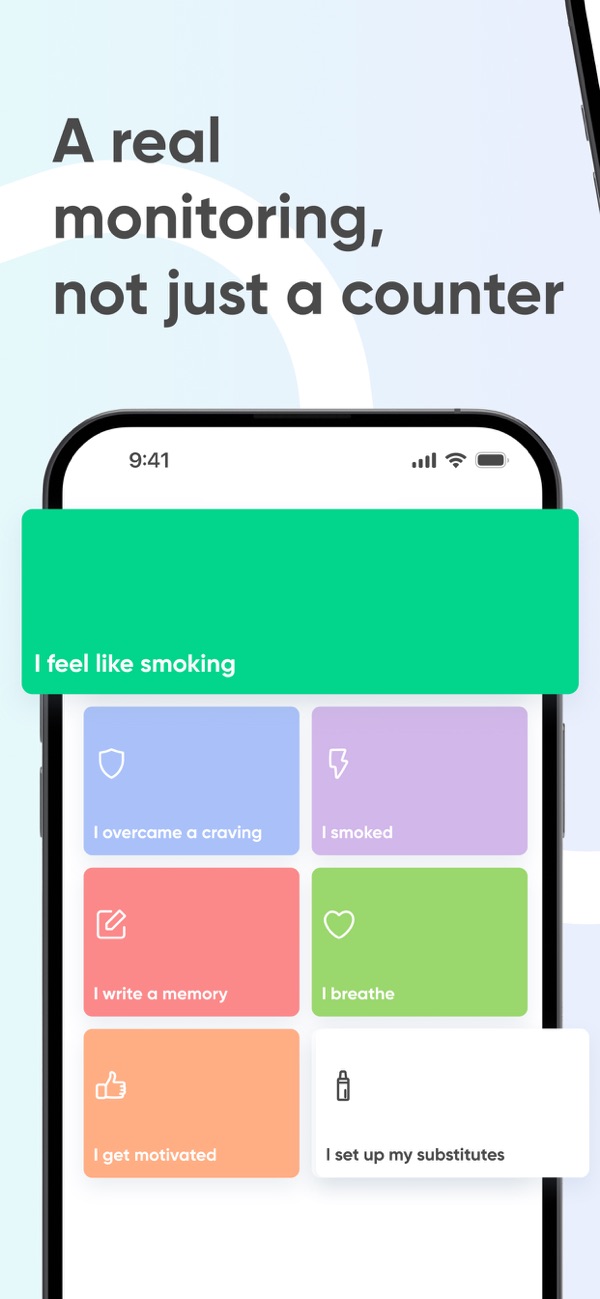 A real
monitoring,
not just a counter
9:41
I feel like smoking
I overcame a craving
I smoked
I write a memory
I breathe
I get motivated
I set up my substitutes